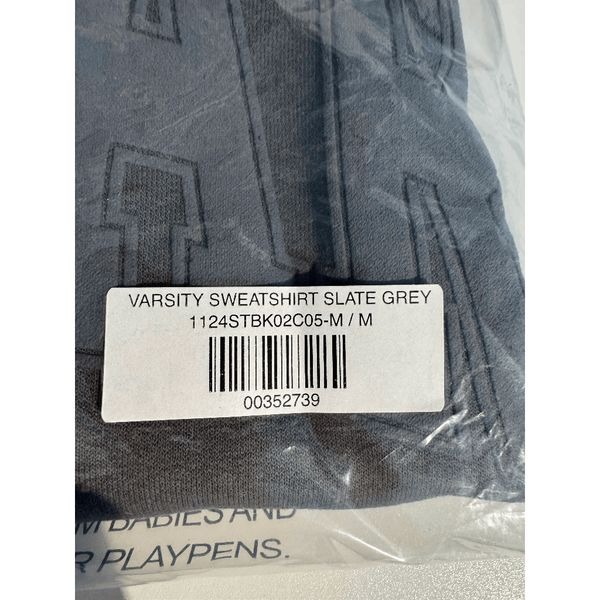 VARSITY SWEATSHIRT SLATE GREY
1124STBK02C05-M / M
00352739
BABIES AND
PLAYPENS.